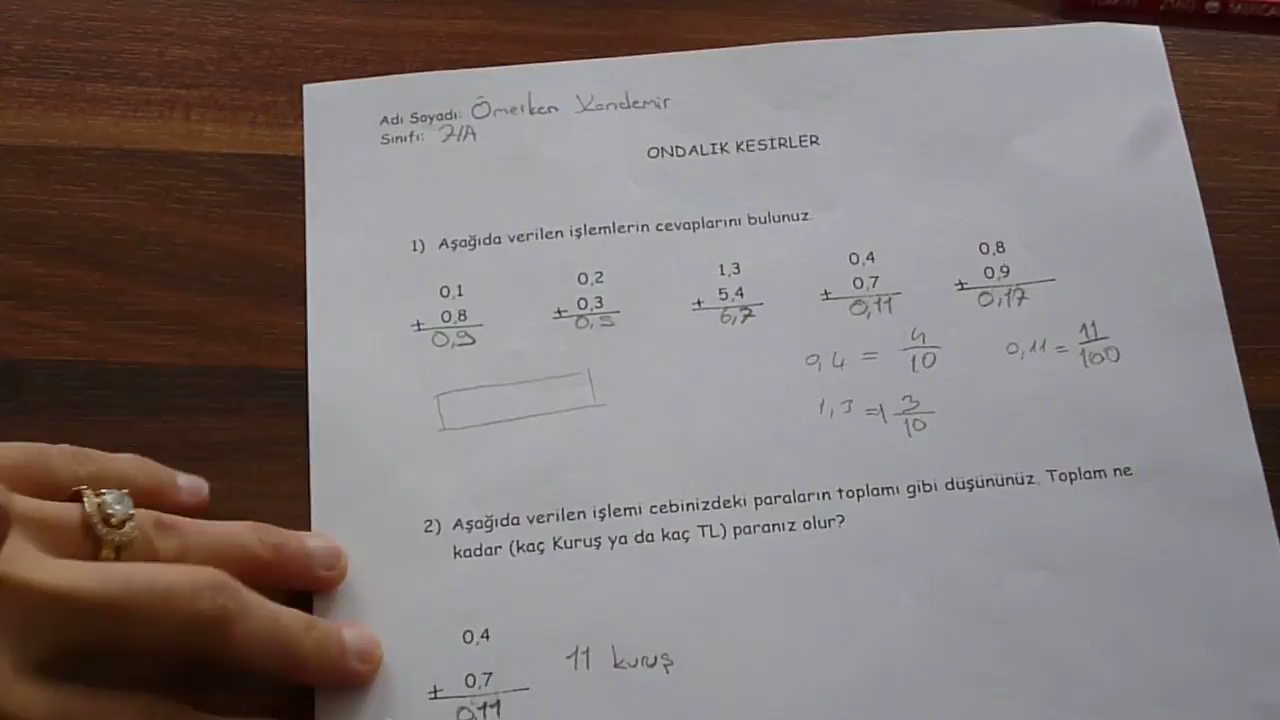 Adı Soyadı: Ömerken Kandemir
Sınıfı: 7/A
ONDALIK KESİRLER
1) Aşağıda verilen işlemlerin cevaplarını bulunuz.
0,1 0,2 1,3 0,4 0,8
+ 0,8 + 0,3 + 5,4 + 0,7 + 0,9
0,9 0,5 6,7 0,11 0,17
0,4 = 4/10 0,11 = 11/100
1,3 = 1 3/10
2) Aşağıda verilen işlemi cebinizdeki paraların toplamı gibi düşününüz. Toplam ne
kadar (kaç Kuruş ya da kaç TL) paranız olur?
0,4
+ 0,7
0,11
11 kuruş